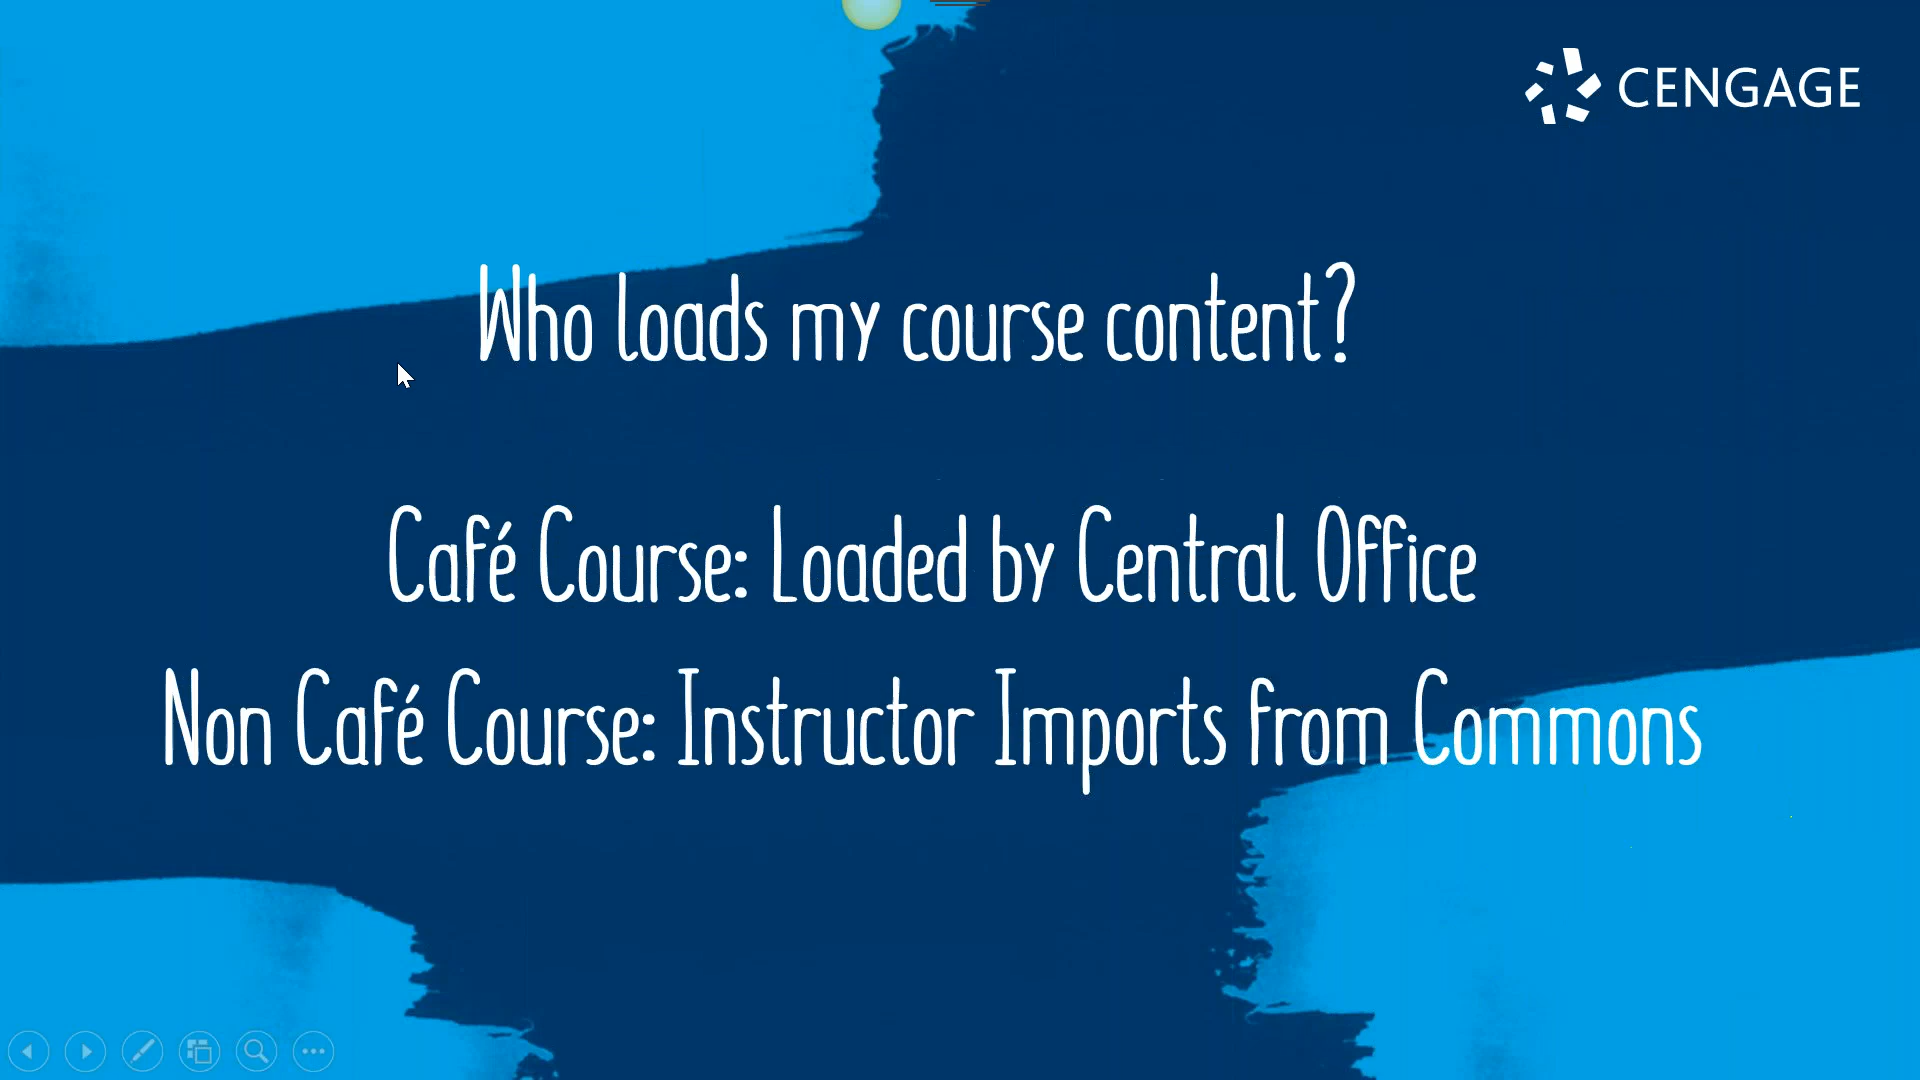 CENGAGE
Who loads my course content?
Café Course: Loaded by Central Office
Non Café Course: Instructor Imports from Commons